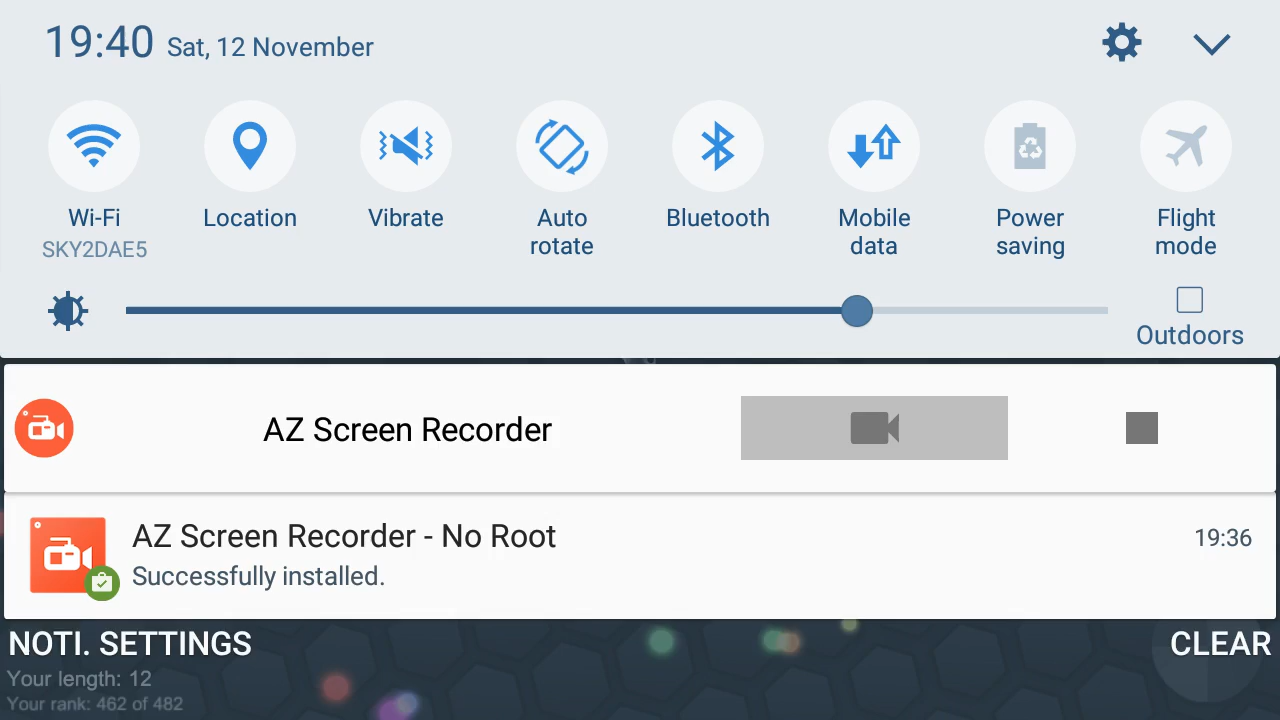 19:40 Sat, 12 November
Wi-Fi Location Vibrate Auto rotate Bluetooth Mobile data Power saving Flight mode
SKY2DAE5
Outdoors
AZ Screen Recorder
AZ Screen Recorder - No Root 19:36
Successfully installed.
NOTI. SETTINGS CLEAR
Your length: 12
Your rank: 462 of 482